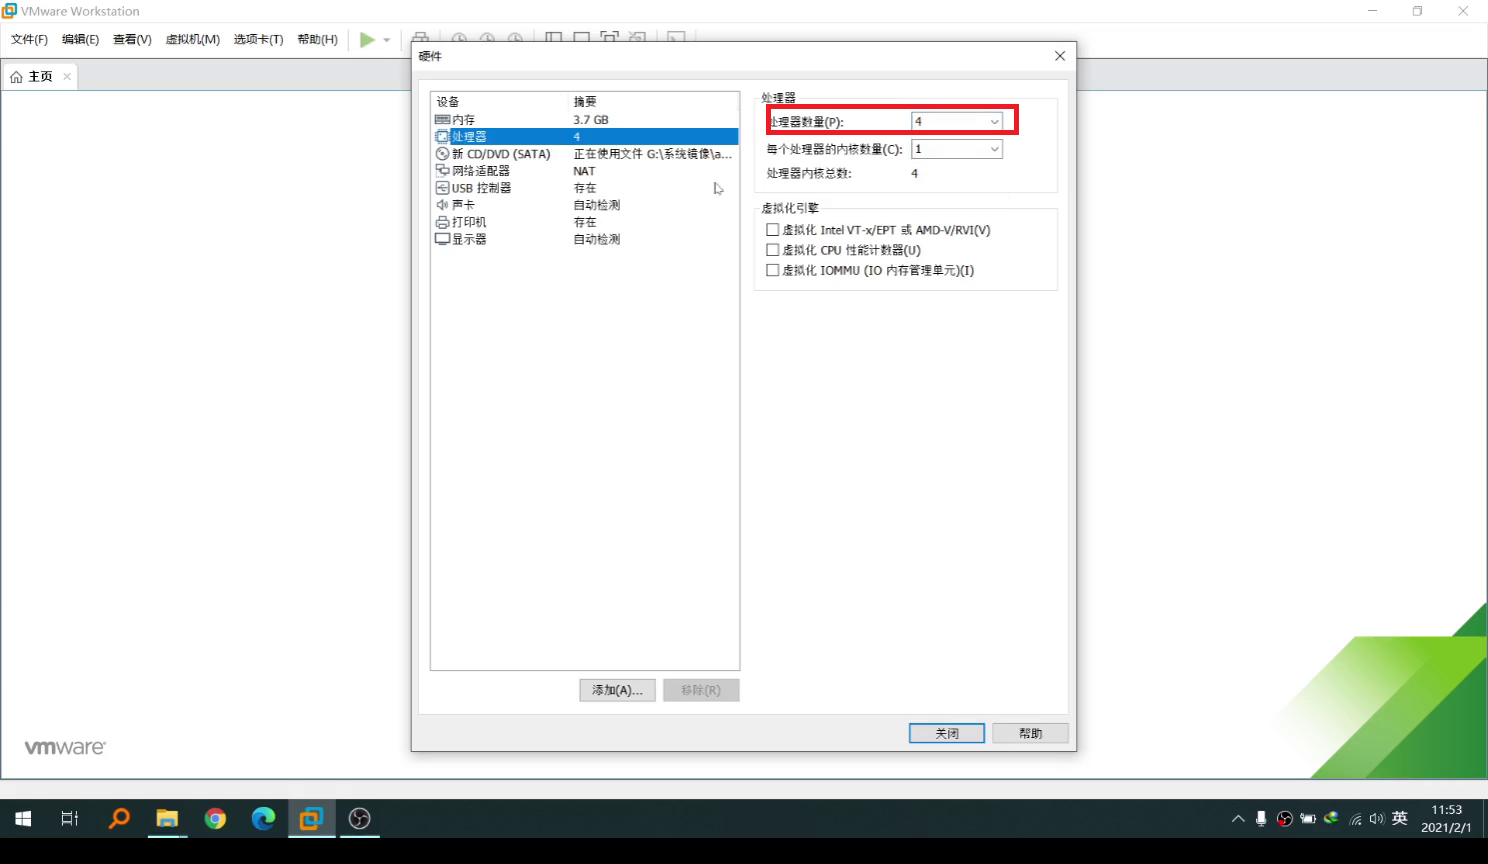 VMware Workstation
文件(F) 编辑(E) 查看(V) 虚拟机(M) 选项卡(T) 帮助(H)
主页
硬件
设备 摘要
内存 3.7 GB
处理器 4
新 CD/DVD (SATA) 正在使用文件 G:\系统镜像\a...
网络适配器 NAT
USB 控制器 存在
声卡 自动检测
打印机 存在
显示器 自动检测
添加(A)... 移除(R)
处理器
处理器数量(P): 4
每个处理器的内核数量(C): 1
处理器内核总数: 4
虚拟化引擎
虚拟化 Intel VT-x/EPT 或 AMD-V/RVI(V)
虚拟化 CPU 性能计数器(U)
虚拟化 IOMMU (IO 内存管理单元)(I)
关闭 帮助
vmware
英
11:53
2021/2/1